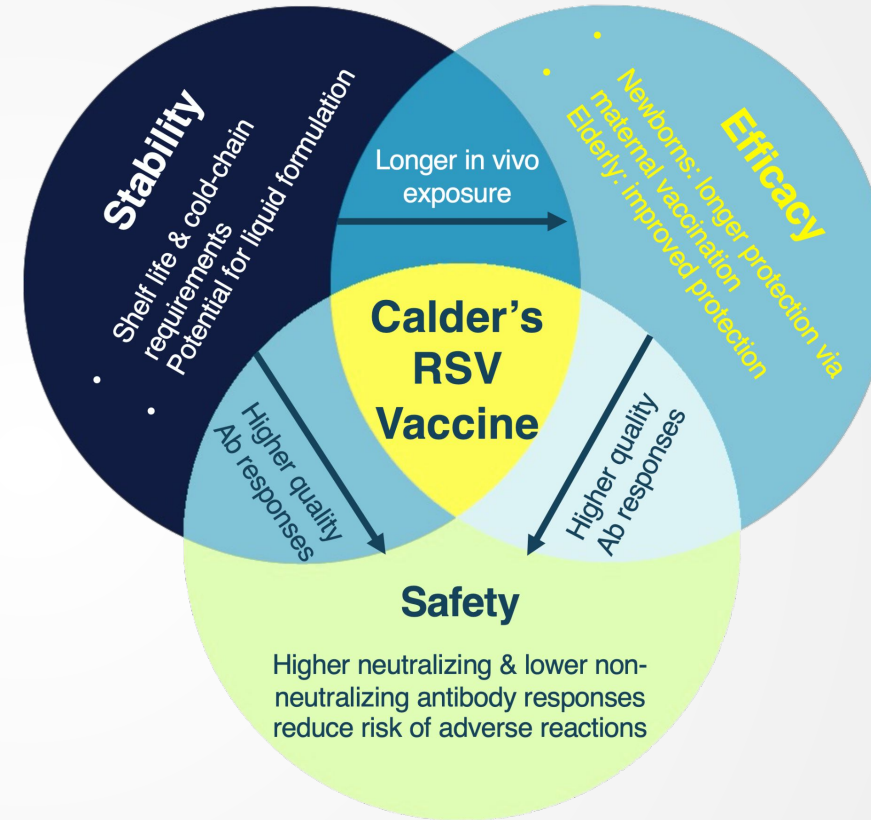 Stability
• Shelf life & cold-chain
requirements
• Potential for liquid formulation
Longer in vivo
exposure
Efficacy
• Newborns: longer protection via
maternal vaccination
• Elderly: improved protection
Calder’s
RSV
Vaccine
Higher quality
Ab responses
Higher quality
Ab responses
Safety
Higher neutralizing & lower non-
neutralizing antibody responses
reduce risk of adverse reactions